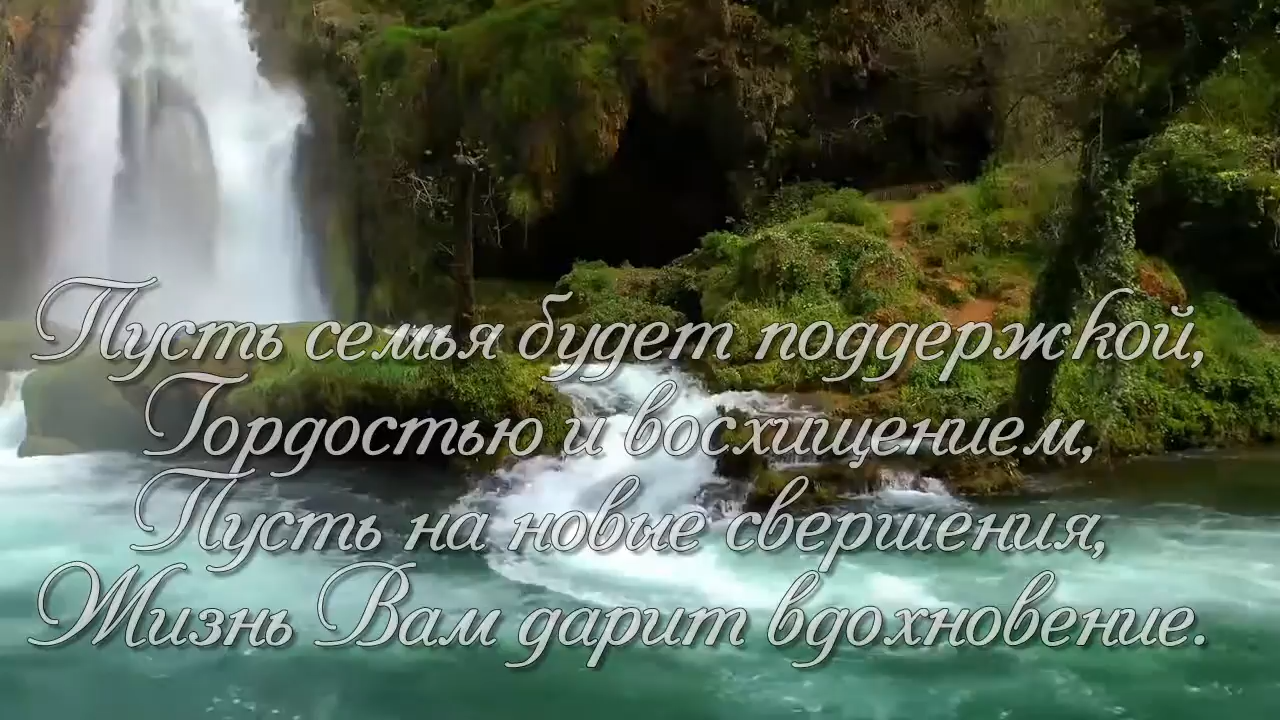 Пусть семья будет поддержкой,
Гордостью и восхищением,
Пусть на новые свершения,
Жизнь Вам дарит вдохновение.